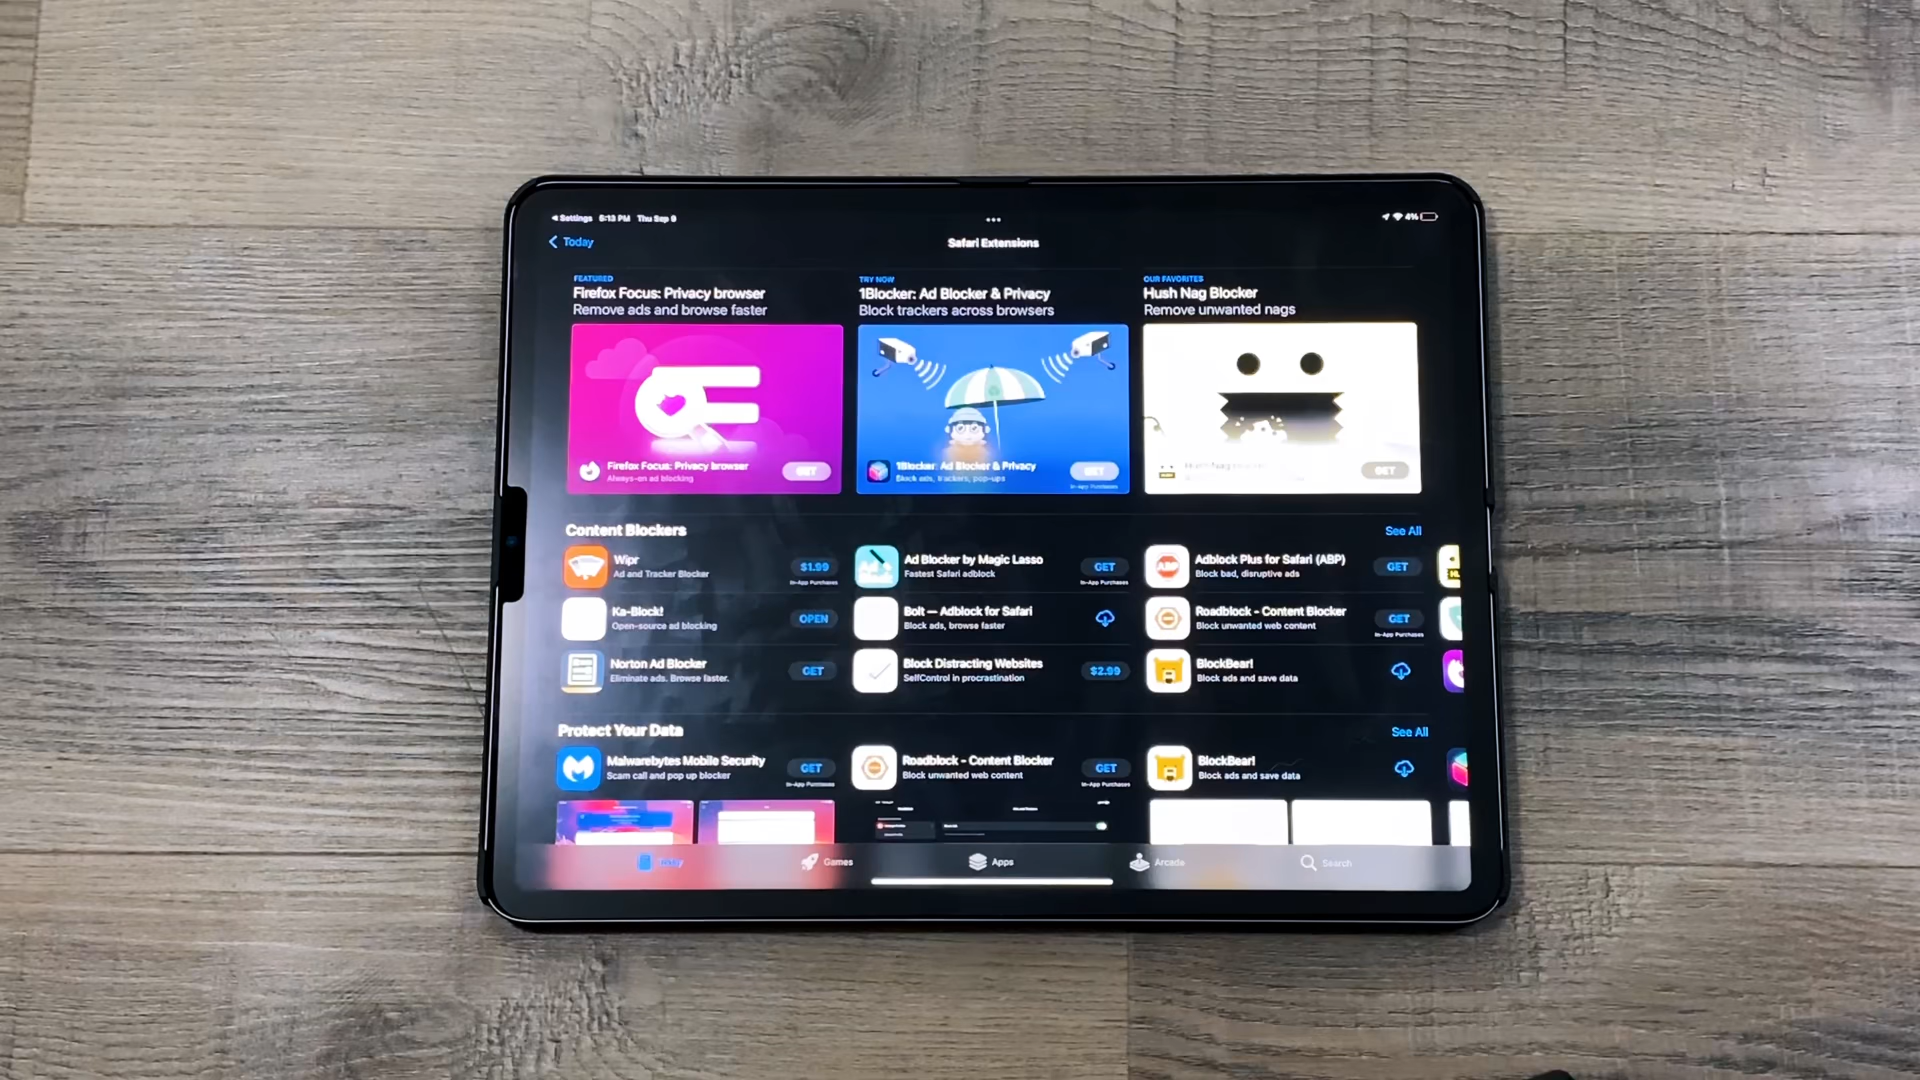 Settings 6:13 PM Thu Sep 9
4%
Today
Safari Extensions
FEATURED
Firefox Focus: Privacy browser
Remove ads and browse faster
TRY NOW
1Blocker: Ad Blocker & Privacy
Block trackers across browsers
OUR FAVORITES
Hush Nag Blocker
Remove unwanted nags
Firefox Focus: Privacy browser
Always-on ad blocking
GET
1Blocker: Ad Blocker & Privacy
Block ads, trackers, pop-ups
GET
In-App Purchases
Hush Nag Blocker
GET
Content Blockers
See All
Wipr
Ad and Tracker Blocker
$1.99
In-App Purchases
Ad Blocker by Magic Lasso
Fastest Safari adblock
GET
In-App Purchases
ABP
Adblock Plus for Safari (ABP)
Block bad, disruptive ads
GET
Ka-Block!
Open-source ad blocking
OPEN
Bolt — Adblock for Safari
Block ads, browse faster
Roadblock - Content Blocker
Block unwanted web content
GET
In-App Purchases
Norton Ad Blocker
Eliminate ads. Browse faster.
GET
Block Distracting Websites
SelfControl in procrastination
$2.99
BlockBear!
Block ads and save data
Protect Your Data
See All
Malwarebytes Mobile Security
Scam call and pop up blocker
GET
In-App Purchases
Roadblock - Content Blocker
Block unwanted web content
GET
In-App Purchases
BlockBear!
Block ads and save data
Today
Games
Apps
Arcade
Search